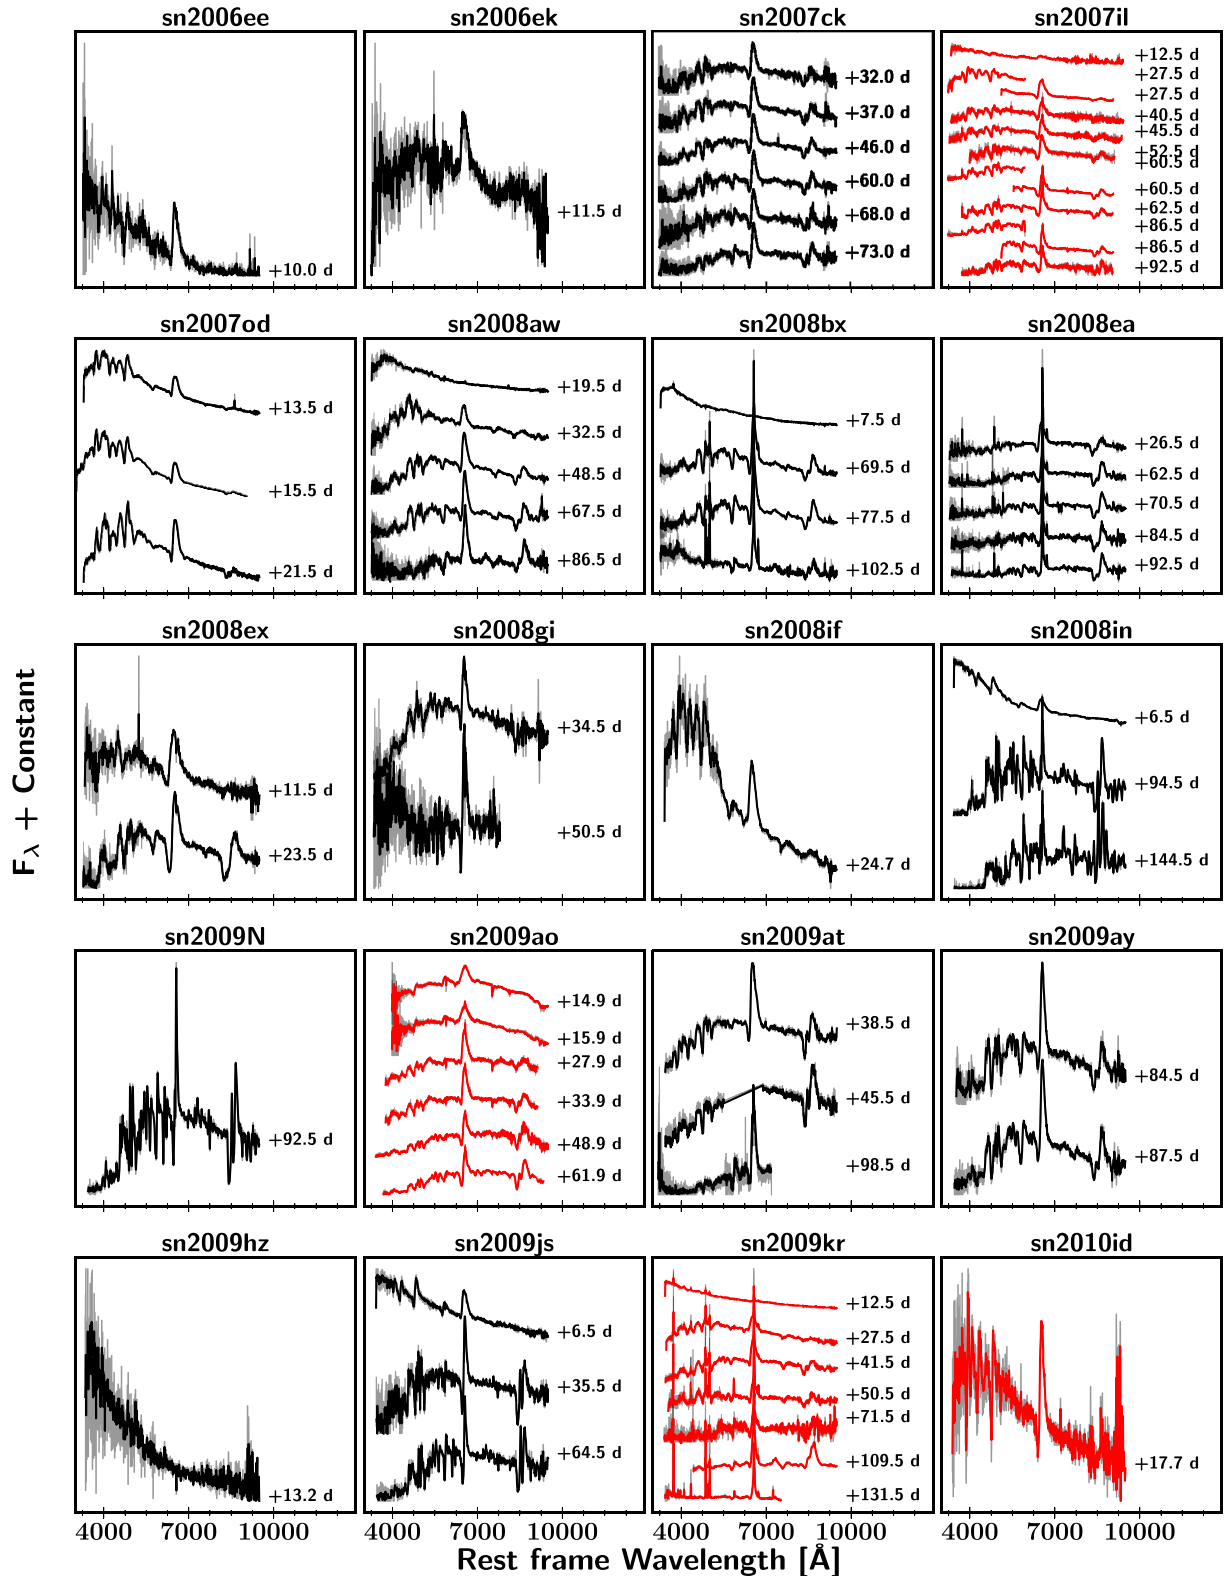 sn2006ee
sn2006ek
sn2007ck
sn2007il
+10.0 d
+11.5 d
+32.0 d
+37.0 d
+46.0 d
+60.0 d
+68.0 d
+73.0 d
+12.5 d
+27.5 d
+27.5 d
+40.5 d
+45.5 d
+52.5 d
+60.5 d
+60.5 d
+62.5 d
+86.5 d
+86.5 d
+92.5 d
sn2007od
sn2008aw
sn2008bx
sn2008ea
+13.5 d
+15.5 d
+21.5 d
+19.5 d
+32.5 d
+48.5 d
+67.5 d
+86.5 d
+7.5 d
+69.5 d
+77.5 d
+102.5 d
+26.5 d
+62.5 d
+70.5 d
+84.5 d
+92.5 d
sn2008ex
sn2008gi
sn2008if
sn2008in
+11.5 d
+23.5 d
+34.5 d
+50.5 d
+24.7 d
+6.5 d
+94.5 d
+144.5 d
sn2009N
sn2009ao
sn2009at
sn2009ay
+92.5 d
+14.9 d
+15.9 d
+27.9 d
+33.9 d
+48.9 d
+61.9 d
+38.5 d
+45.5 d
+98.5 d
+84.5 d
+87.5 d
sn2009hz
sn2009js
sn2009kr
sn2010id
+13.2 d
+6.5 d
+35.5 d
+64.5 d
+12.5 d
+27.5 d
+41.5 d
+50.5 d
+71.5 d
+109.5 d
+131.5 d
+17.7 d
4000 7000 10000
4000 7000 10000
4000 7000 10000
4000 7000 10000
Rest frame Wavelength [Å]
F_λ + Constant